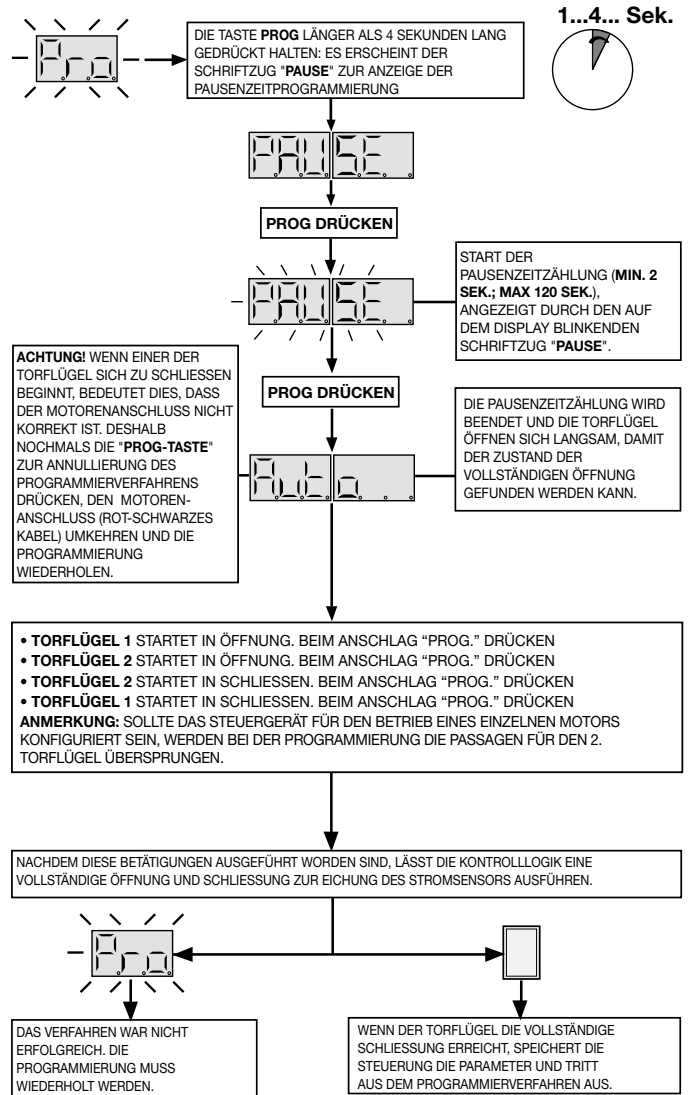 1...4... Sek.
Pro
DIE TASTE PROG LÄNGER ALS 4 SEKUNDEN LANG
GEDRÜCKT HALTEN: ES ERSCHEINT DER
SCHRIFTZUG "PAUSE" ZUR ANZEIGE DER
PAUSENZEITPROGRAMMIERUNG
PAUSE
PROG DRÜCKEN
PAUSE
START DER
PAUSENZEITZÄHLUNG (MIN. 2
SEK.; MAX 120 SEK.),
ANGEZEIGT DURCH DEN AUF
DEM DISPLAY BLINKENDEN
SCHRIFTZUG "PAUSE".
ACHTUNG! WENN EINER DER
TORFLÜGEL SICH ZU SCHLIESSEN
BEGINNT, BEDEUTET DIES, DASS
DER MOTORENANSCHLUSS NICHT
KORREKT IST. DESHALB
NOCHMALS DIE "PROG-TASTE"
ZUR ANNULLIERUNG DES
PROGRAMMIERVERFAHRENS
DRÜCKEN, DEN MOTOREN-
ANSCHLUSS (ROT-SCHWARZES
KABEL) UMKEHREN UND DIE
PROGRAMMIERUNG
WIEDERHOLEN.
PROG DRÜCKEN
Auto
DIE PAUSENZEITZÄHLUNG WIRD
BEENDET UND DIE TORFLÜGEL
ÖFFNEN SICH LANGSAM, DAMIT
DER ZUSTAND DER
VOLLSTÄNDIGEN ÖFFNUNG
GEFUNDEN WERDEN KANN.
• TORFLÜGEL 1 STARTET IN ÖFFNUNG. BEIM ANSCHLAG “PROG.” DRÜCKEN
• TORFLÜGEL 2 STARTET IN ÖFFNUNG. BEIM ANSCHLAG “PROG.” DRÜCKEN
• TORFLÜGEL 2 STARTET IN SCHLIESSEN. BEIM ANSCHLAG “PROG.” DRÜCKEN
• TORFLÜGEL 1 STARTET IN SCHLIESSEN. BEIM ANSCHLAG “PROG.” DRÜCKEN
ANMERKUNG: SOLLTE DAS STEUERGERÄT FÜR DEN BETRIEB EINES EINZELNEN MOTORS
KONFIGURIERT SEIN, WERDEN BEI DER PROGRAMMIERUNG DIE PASSAGEN FÜR DEN 2.
TORFLÜGEL ÜBERSPRUNGEN.
NACHDEM DIESE BETÄTIGUNGEN AUSGEFÜHRT WORDEN SIND, LÄSST DIE KONTROLLLOGIK EINE
VOLLSTÄNDIGE ÖFFNUNG UND SCHLIESSUNG ZUR EICHUNG DES STROMSENSORS AUSFÜHREN.
Pro
DAS VERFAHREN WAR NICHT
ERFOLGREICH. DIE
PROGRAMMIERUNG MUSS
WIEDERHOLT WERDEN.
WENN DER TORFLÜGEL DIE VOLLSTÄNDIGE
SCHLIESSUNG ERREICHT, SPEICHERT DIE
STEUERUNG DIE PARAMETER UND TRITT
AUS DEM PROGRAMMIERVERFAHREN AUS.